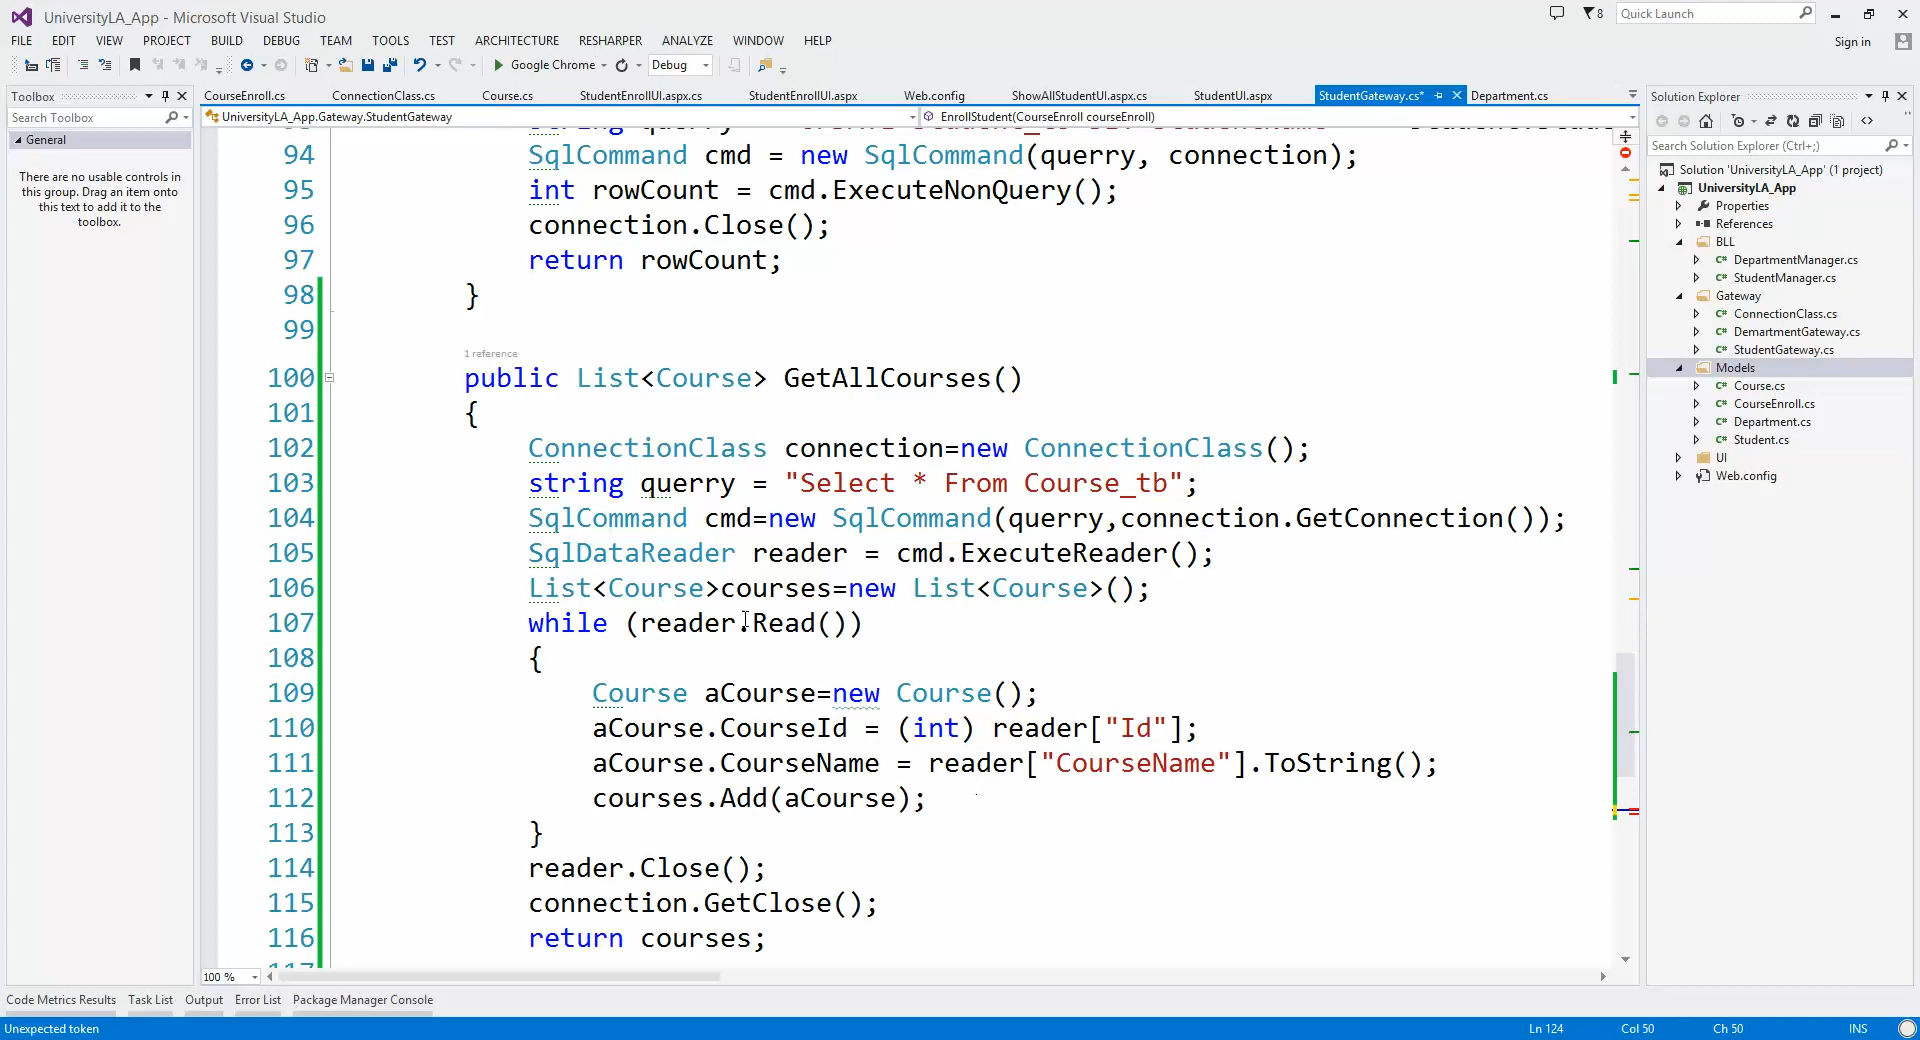 UniversityLA_App - Microsoft Visual Studio
8
Quick Launch
FILE EDIT VIEW PROJECT BUILD DEBUG TEAM TOOLS TEST ARCHITECTURE RESHARPER ANALYZE WINDOW HELP
Sign in
Google Chrome Debug
Toolbox
Search Toolbox
General
There are no usable controls in
this group. Drag an item onto
this text to add it to the
toolbox.
CourseEnroll.cs ConnectionClass.cs Course.cs StudentEnrollUI.aspx.cs StudentEnrollUI.aspx Web.config ShowAllStudentUI.aspx.cs StudentUI.aspx StudentGateway.cs* Department.cs
UniversityLA_App.Gateway.StudentGateway EnrollStudent(CourseEnroll courseEnroll)
94 SqlCommand cmd = new SqlCommand(querry, connection);
95 int rowCount = cmd.ExecuteNonQuery();
96 connection.Close();
97 return rowCount;
98 }
99
1 reference
100 public List<Course> GetAllCourses()
101 {
102 ConnectionClass connection=new ConnectionClass();
103 string querry = "Select * From Course_tb";
104 SqlCommand cmd=new SqlCommand(querry,connection.GetConnection());
105 SqlDataReader reader = cmd.ExecuteReader();
106 List<Course>courses=new List<Course>();
107 while (reader.Read())
108 {
109 Course aCourse=new Course();
110 aCourse.CourseId = (int) reader["Id"];
111 aCourse.CourseName = reader["CourseName"].ToString();
112 courses.Add(aCourse);
113 }
114 reader.Close();
115 connection.GetClose();
116 return courses;
100 %
Solution Explorer
Search Solution Explorer (Ctrl+;)
Solution 'UniversityLA_App' (1 project)
UniversityLA_App
Properties
References
BLL
DepartmentManager.cs
StudentManager.cs
Gateway
ConnectionClass.cs
DemartmentGateway.cs
StudentGateway.cs
Models
Course.cs
CourseEnroll.cs
Department.cs
Student.cs
UI
Web.config
Code Metrics Results Task List Output Error List Package Manager Console
Unexpected token Ln 124 Col 50 Ch 50 INS